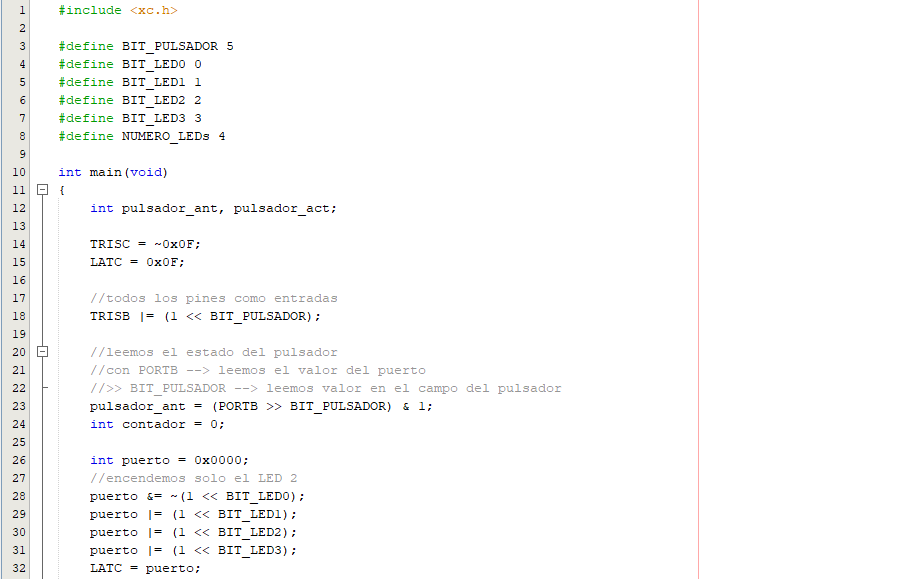 1 #include <xc.h>
2
3 #define BIT_PULSADOR 5
4 #define BIT_LED0 0
5 #define BIT_LED1 1
6 #define BIT_LED2 2
7 #define BIT_LED3 3
8 #define NUMERO_LEDs 4
9
10 int main(void)
11 {
12 int pulsador_ant, pulsador_act;
13
14 TRISC = ~0x0F;
15 LATC = 0x0F;
16
17 //todos los pines como entradas
18 TRISB |= (1 << BIT_PULSADOR);
19
20 //leemos el estado del pulsador
21 //con PORTB --> leemos el valor del puerto
22 //>> BIT_PULSADOR --> leemos valor en el campo del pulsador
23 pulsador_ant = (PORTB >> BIT_PULSADOR) & 1;
24 int contador = 0;
25
26 int puerto = 0x0000;
27 //encendemos solo el LED 2
28 puerto &= ~(1 << BIT_LED0);
29 puerto |= (1 << BIT_LED1);
30 puerto |= (1 << BIT_LED2);
31 puerto |= (1 << BIT_LED3);
32 LATC = puerto;